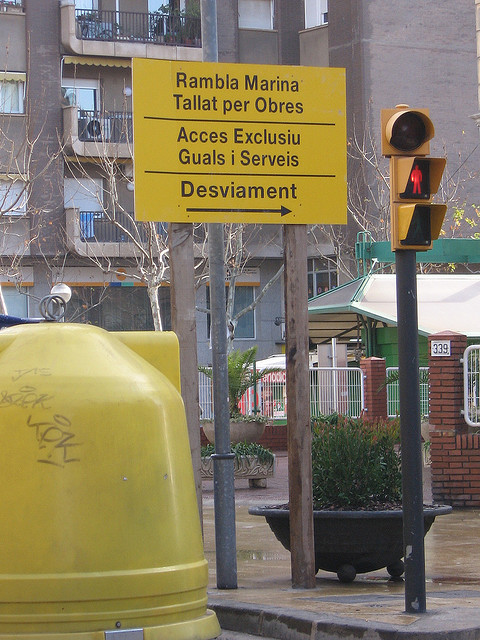 Rambla Marina
Tallat per Obres
Acces Exclusiu
Guals i Serveis
Desviament
339